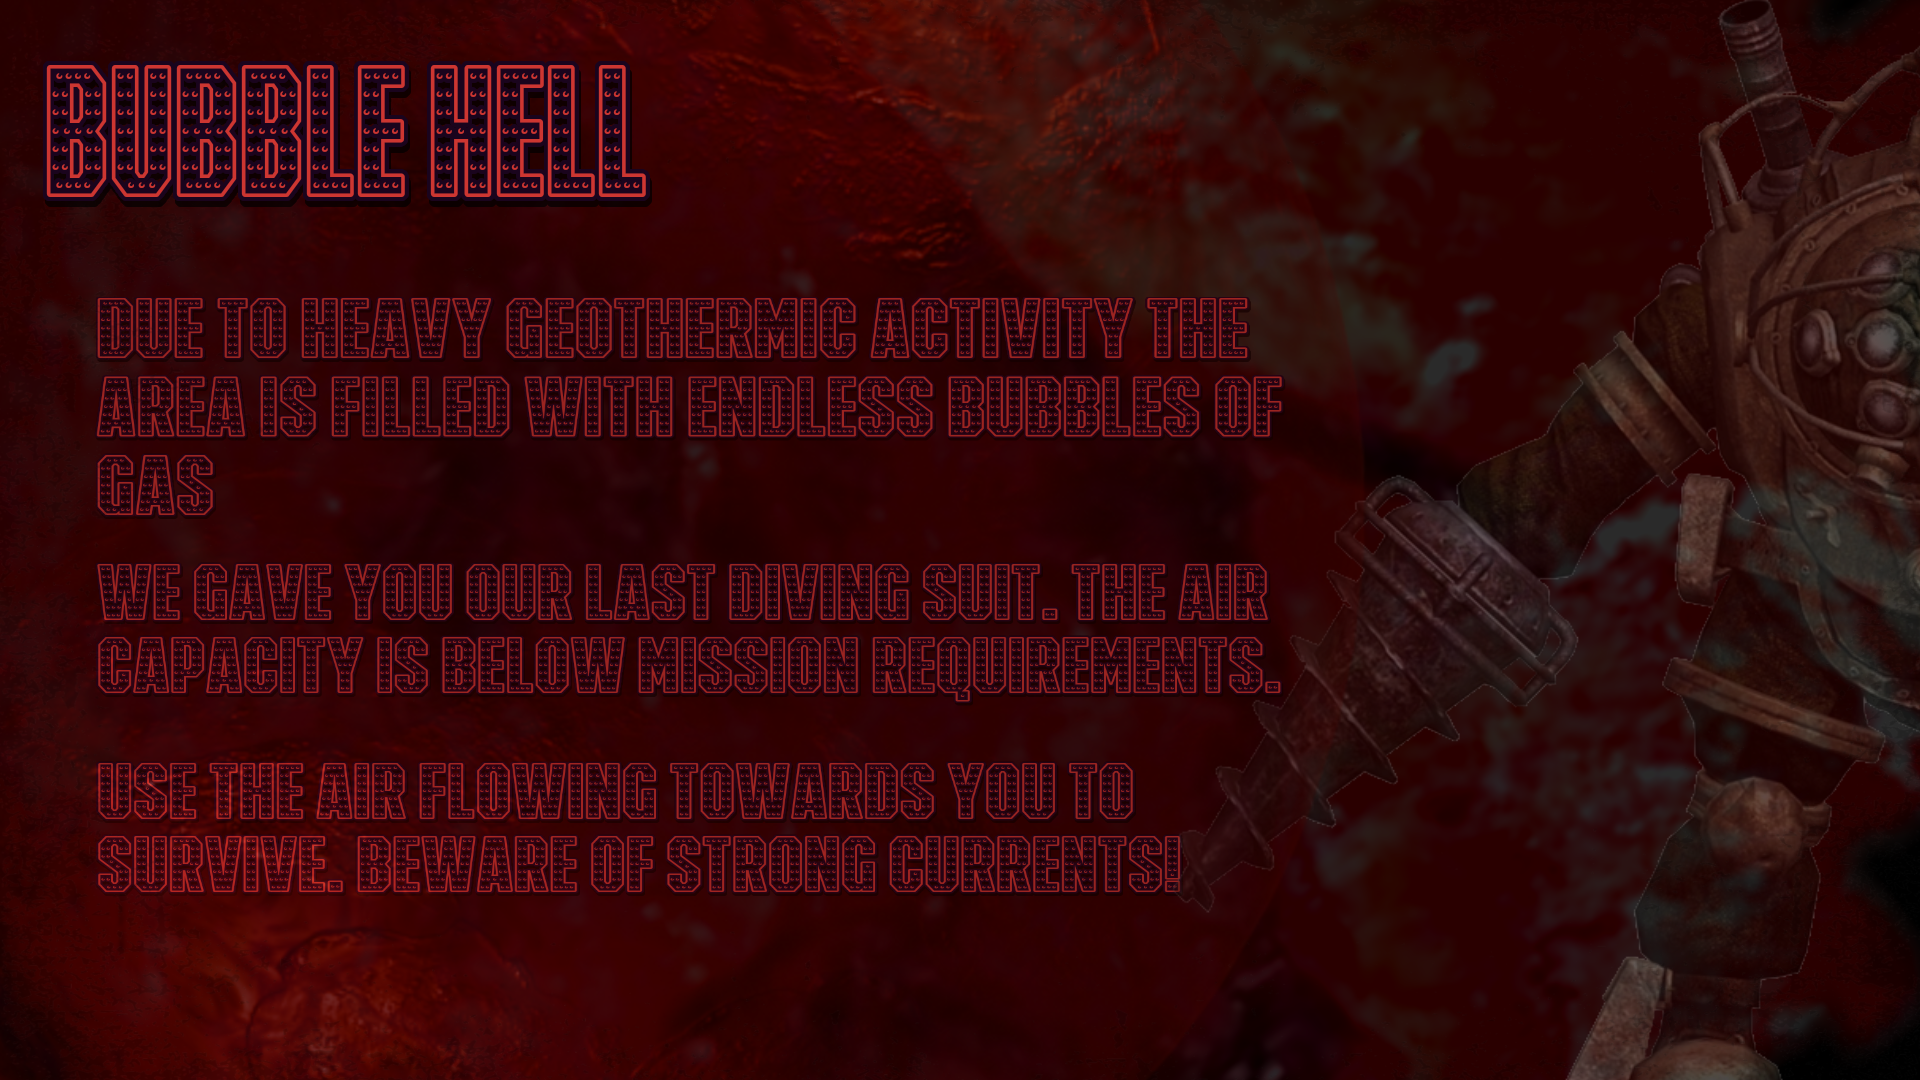 BUBBLE HELL
DUE TO HEAVY GEOTHERMIC ACTIVITY THE
AREA IS FILLED WITH ENDLESS BUBBLES OF
GAS
WE GAVE YOU OUR LAST DIVING SUIT. THE AIR
CAPACITY IS BELOW MISSION REQUIREMENTS.
USE THE AIR FLOWING TOWARDS YOU TO
SURVIVE. BEWARE OF STRONG CURRENTS!